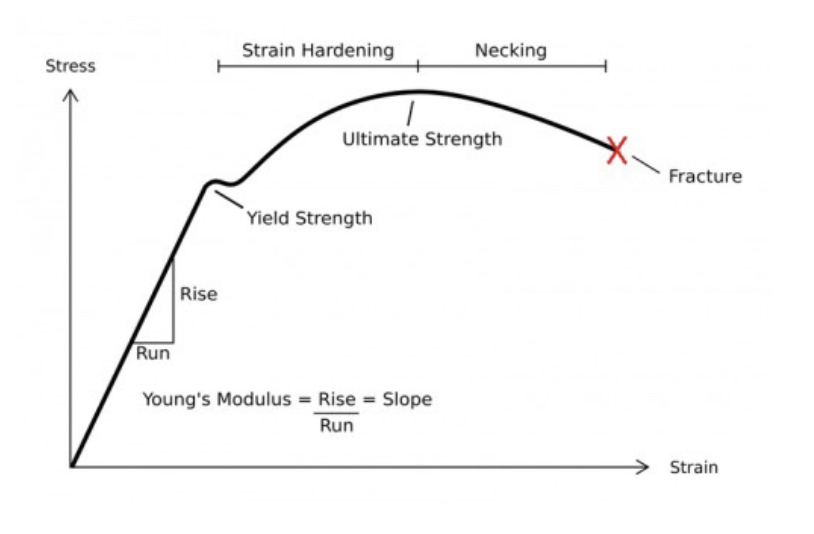 Strain Hardening
Necking
Stress
Ultimate Strength
Fracture
Yield Strength
Rise
Run
Young's Modulus = Rise = Slope
Run
Strain